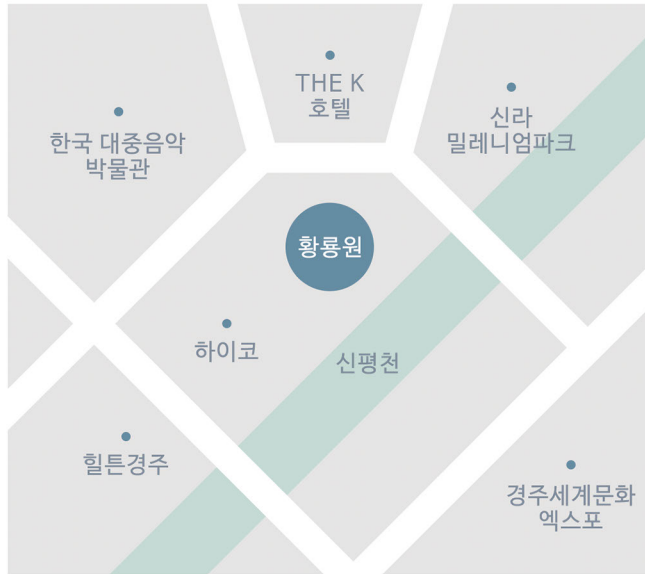 THE K
호텔
신라
밀레니엄파크
한국 대중음악
박물관
황룡원
하이코
신평천
힐튼경주
경주세계문화
엑스포